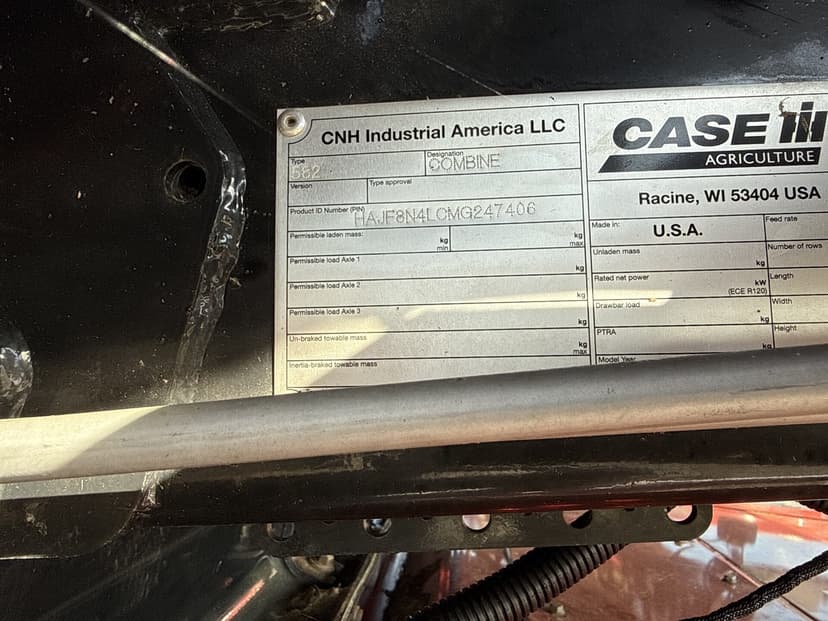 CNH Industrial America LLC
Type
582
Designation
COMBINE
Version
Type approval
Product ID Number (PIN)
HAJF8N4LCMG247406
Permissible laden mass:
kg
min
kg
max
Permissible load Axle 1
kg
Permissible load Axle 2
kg
Permissible load Axle 3
kg
Un-braked towable mass
kg
max
Inertia-braked towable mass
CASE IH
AGRICULTURE
Racine, WI 53404 USA
Made in:
U.S.A.
Feed rate
Unladen mass
kg
Number of rows
Rated net power
kW
(ECE R120)
Length
Drawbar load
kg
Width
PTRA
kg
Height
Model Year